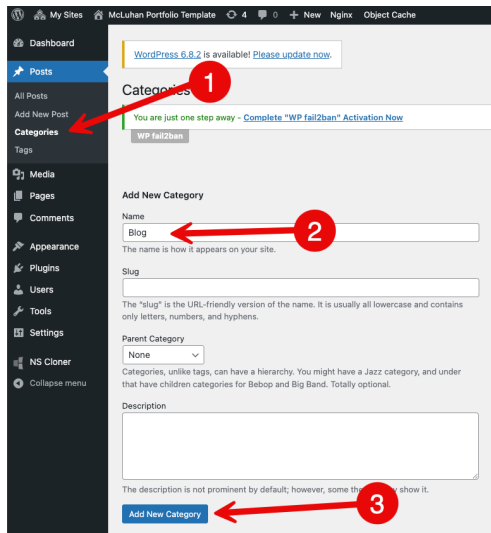 My Sites McLuhan Portfolio Template 4 0 + New Nginx Object Cache
Dashboard
Posts
All Posts
Add New Post
Categories
Tags
Media
Pages
Comments
Appearance
Plugins
Users
Tools
Settings
NS Cloner
Collapse menu
WordPress 6.8.2 is available! Please update now.
1
Categories
You are just one step away - Complete "WP fail2ban" Activation Now
WP fail2ban
Add New Category
Name
Blog
2
The name is how it appears on your site.
Slug
The “slug” is the URL-friendly version of the name. It is usually all lowercase and contains
only letters, numbers, and hyphens.
Parent Category
None
Categories, unlike tags, can have a hierarchy. You might have a Jazz category, and under
that have children categories for Bebop and Big Band. Totally optional.
Description
The description is not prominent by default; however, some the y show it.
3
Add New Category